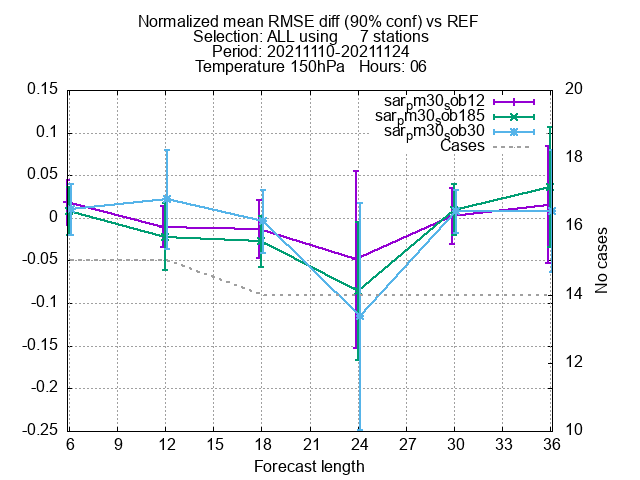 Normalized mean RMSE diff (90% conf) vs REF
Selection: ALL using 7 stations
Period: 20211110-20211124
Temperature 150hPa Hours: 06
0.15
0.1
0.05
0
-0.05
-0.1
-0.15
-0.2
-0.25
20
18
16
14
12
10
No cases
sarpm30sob12
sarpm30sob185
sarpm30sob30
Cases
6 9 12 15 18 21 24 27 30 33 36
Forecast length